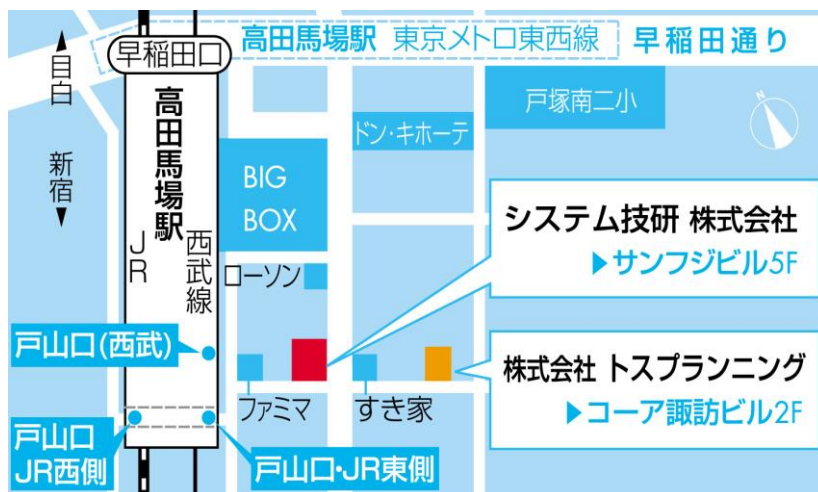 高田馬場駅 東京メトロ東西線
早稲田通り
早稲田口
▲目白
新宿▼
高田馬場駅
JR
西武線
BIG
BOX
ドン・キホーテ
戸塚南二小
N
ローソン
システム技研 株式会社
▶サンフジビル5F
戸山口(西武)
ファミマ
すき家
株式会社 トスプランニング
▶コーア諏訪ビル2F
戸山口
JR西側
戸山口・JR東側